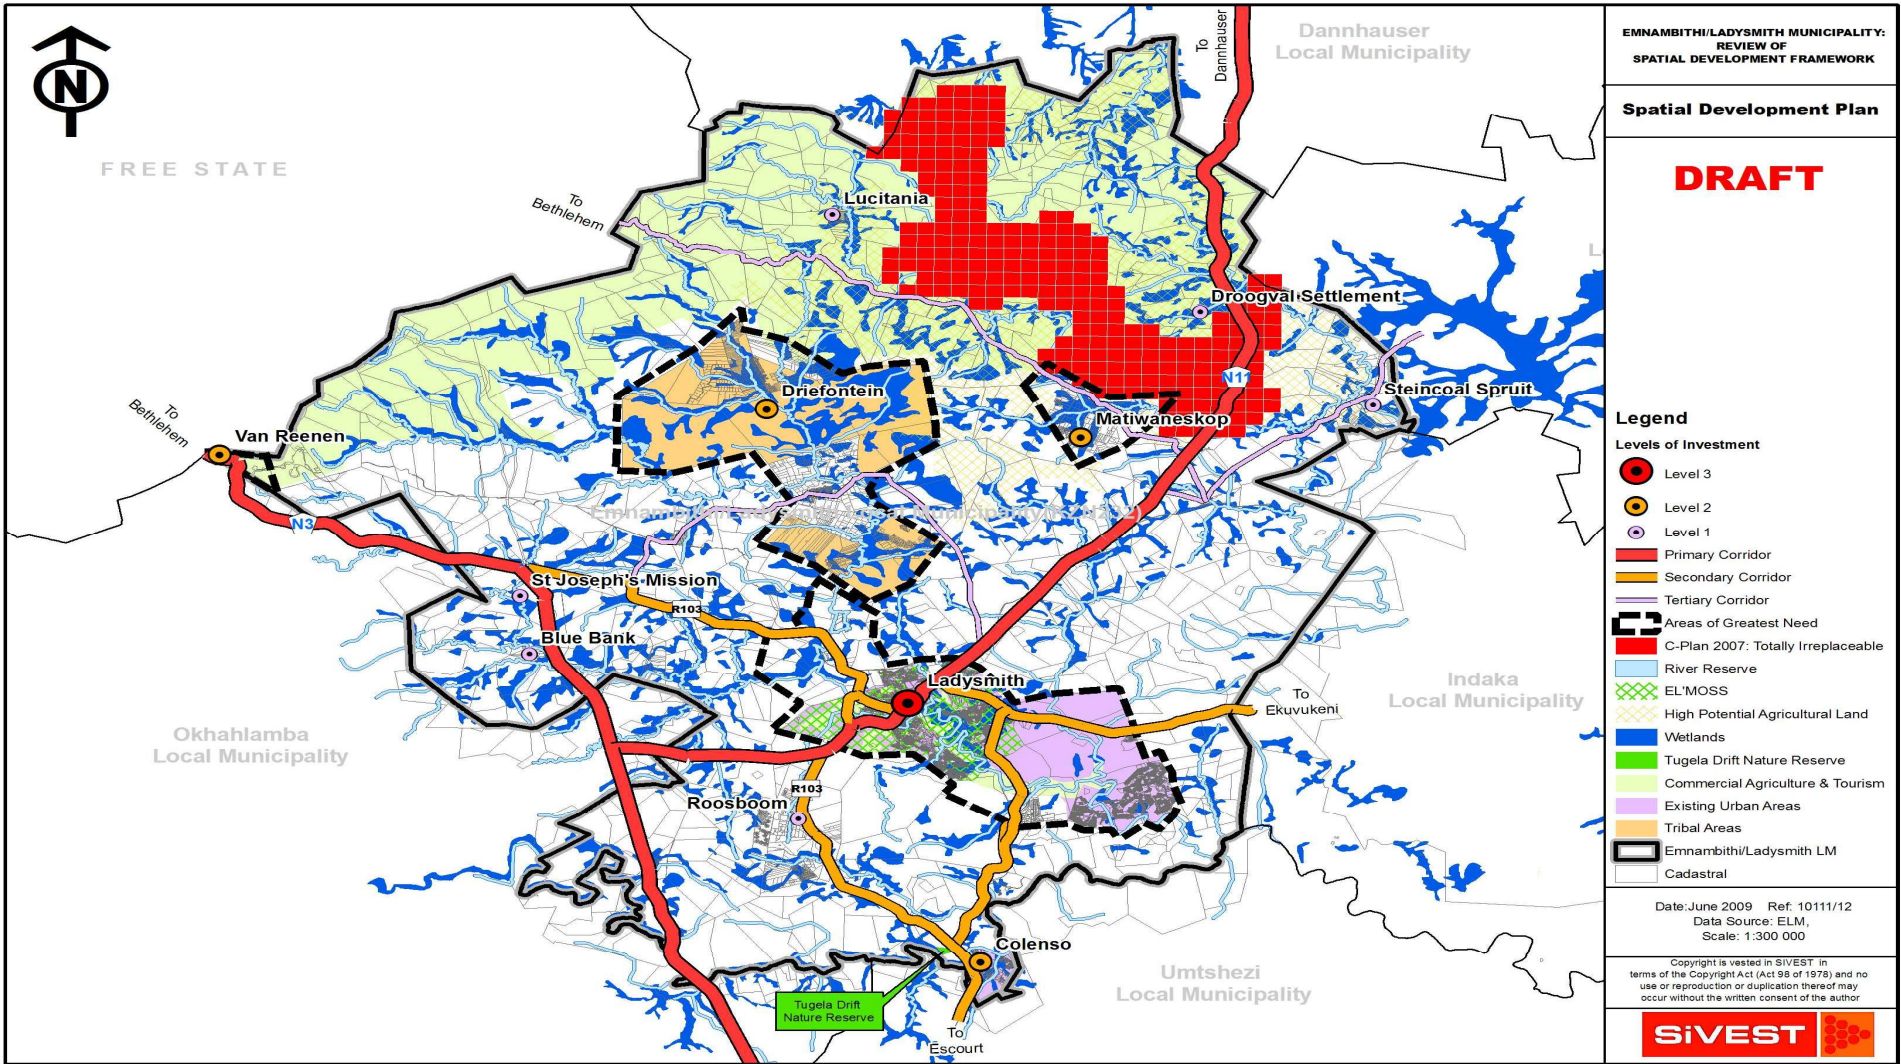 N
FREE STATE
Dannhauser
Local Municipality
To
Dannhauser
To
Bethlehem
Lucitania
Droogval Settlement
N11
Steincoal Spruit
Driefontein
Matiwaneskop
To
Bethlehem
Van Reenen
N3
Emnambithi/Ladysmith Local Municipality
St Joseph's Mission
R103
Blue Bank
Ladysmith
To
Ekuvukeni
Indaka
Local Municipality
Okhahlamba
Local Municipality
R103
Roosboom
Colenso
Umtshezi
Local Municipality
Tugela Drift
Nature Reserve
To
Escourt
EMNAMBITHI/LADYSMITH MUNICIPALITY:
REVIEW OF
SPATIAL DEVELOPMENT FRAMEWORK
Spatial Development Plan
DRAFT
Legend
Levels of Investment
Level 3
Level 2
Level 1
Primary Corridor
Secondary Corridor
Tertiary Corridor
Areas of Greatest Need
C-Plan 2007: Totally Irreplaceable
River Reserve
EL'MOSS
High Potential Agricultural Land
Wetlands
Tugela Drift Nature Reserve
Commercial Agriculture & Tourism
Existing Urban Areas
Tribal Areas
Emnambithi/Ladysmith LM
Cadastral
Date:June 2009 Ref: 10111/12
Data Source: ELM,
Scale: 1:300 000
Copyright is vested in SIVEST in
terms of the Copyright Act (Act 98 of 1978) and no
use or reproduction or duplication thereof may
occur without the written consent of the author
SiVEST